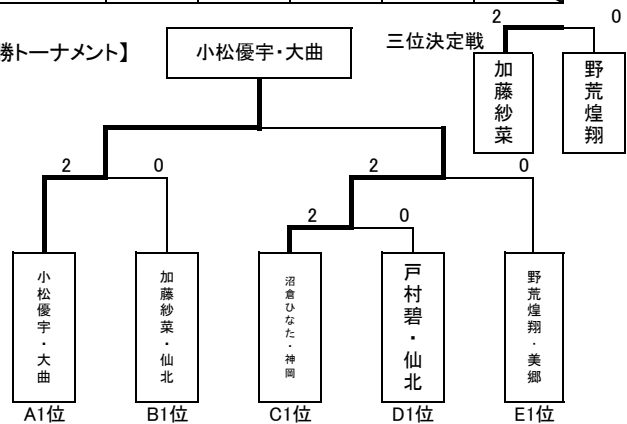 2 0
勝トーナメント】
小松優宇・大曲
三位決定戦
加藤紗菜
野荒煌翔
2 0 2 0
2 0
小松優宇・大曲
加藤紗菜・仙北
沼倉ひなた・神岡
戸村碧・仙北
野荒煌翔・美郷
A1位 B1位 C1位 D1位 E1位